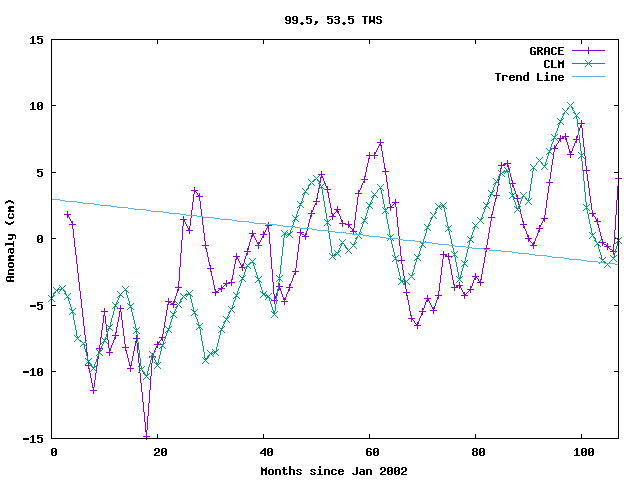 99.5, 53.5 TWS
GRACE
CLM
Trend Line
15
10
5
0
-5
-10
-15
Anomaly (cm)
0 20 40 60 80 100
Months since Jan 2002